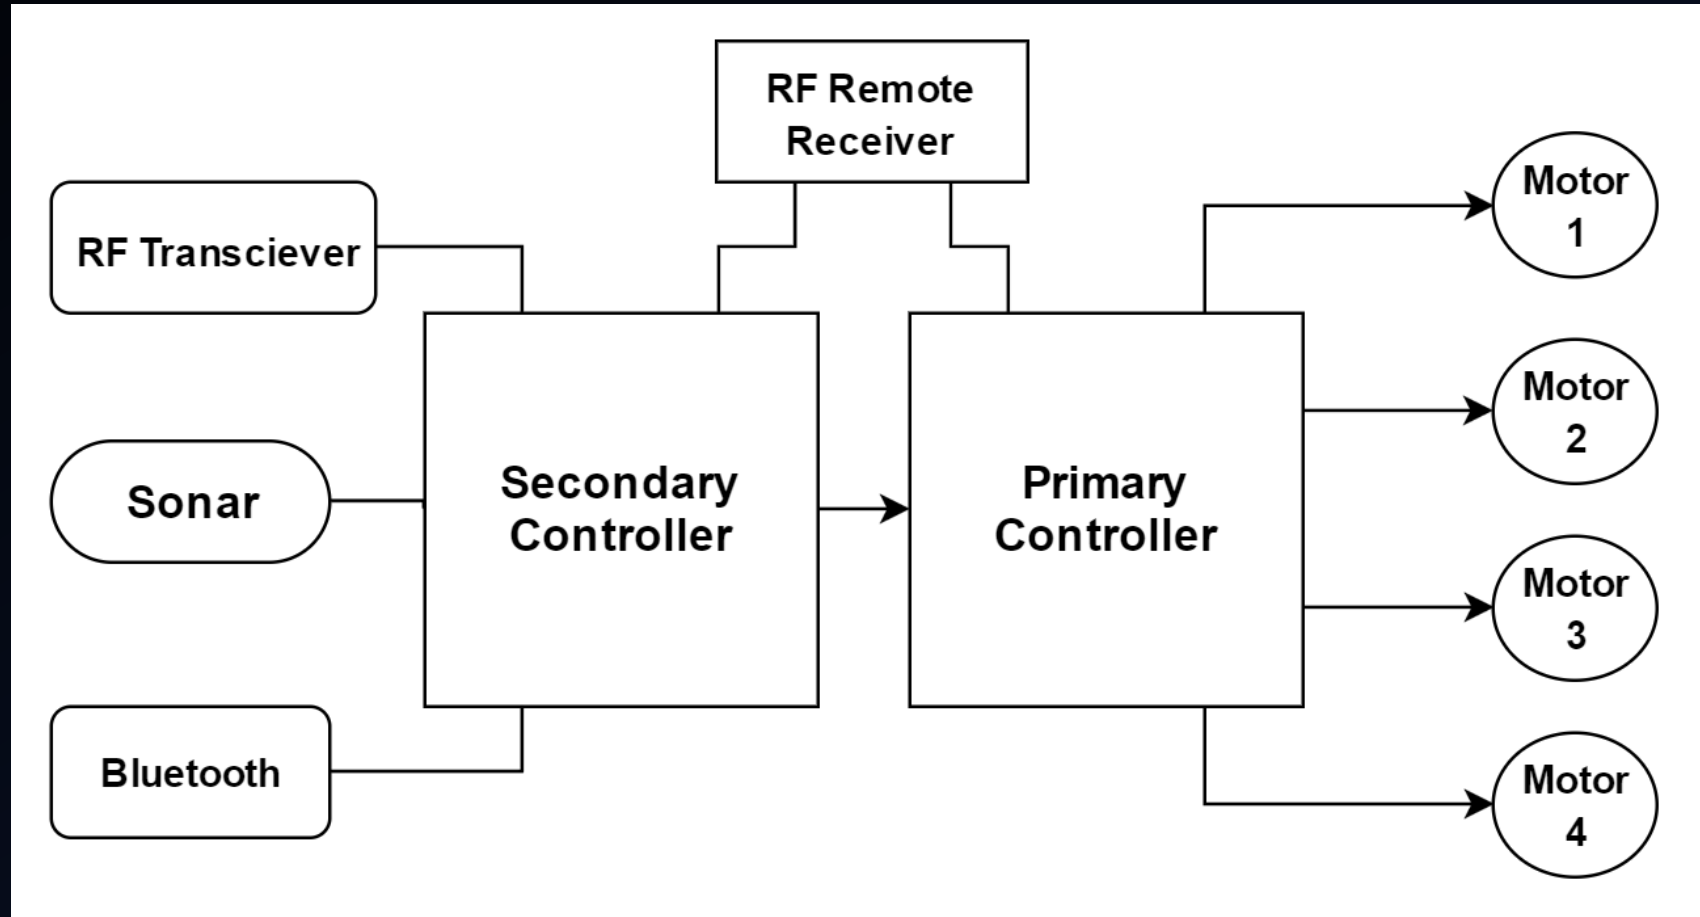 RF Remote
Receiver
RF Transciever
Sonar
Bluetooth
Secondary
Controller
Primary
Controller
Motor
1
Motor
2
Motor
3
Motor
4